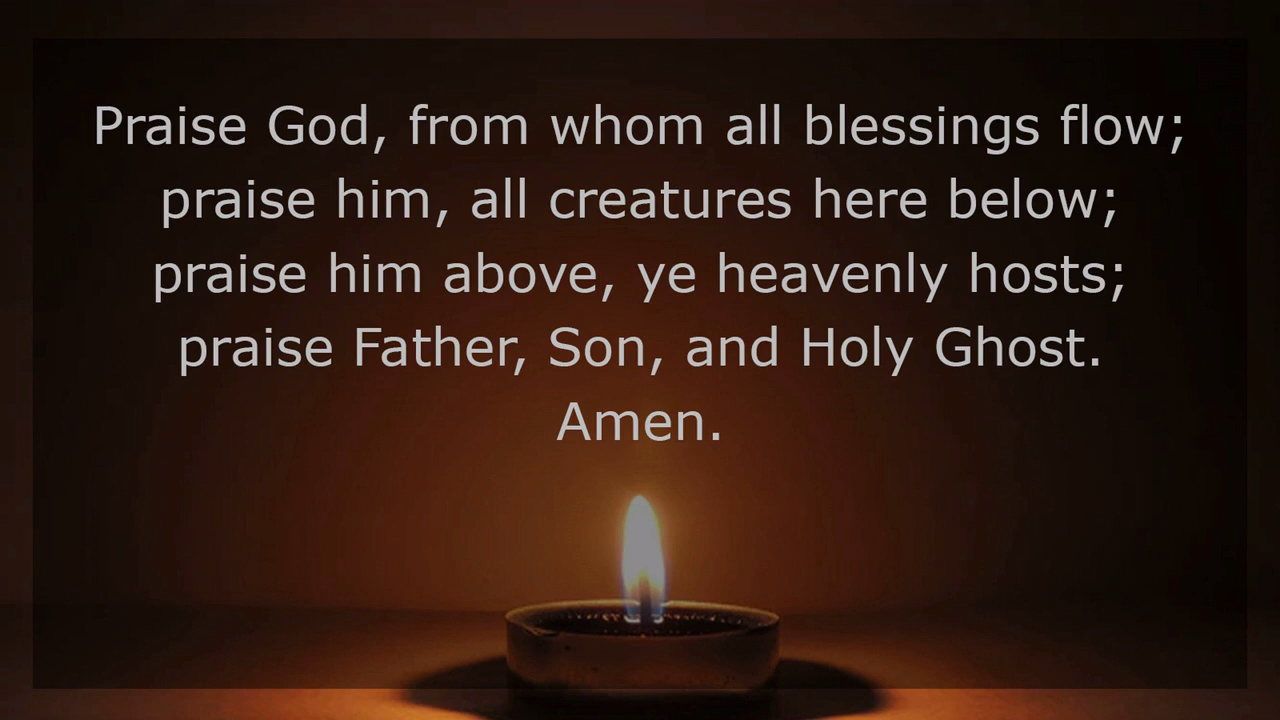 Praise God, from whom all blessings flow;
praise him, all creatures here below;
praise him above, ye heavenly hosts;
praise Father, Son, and Holy Ghost.
Amen.